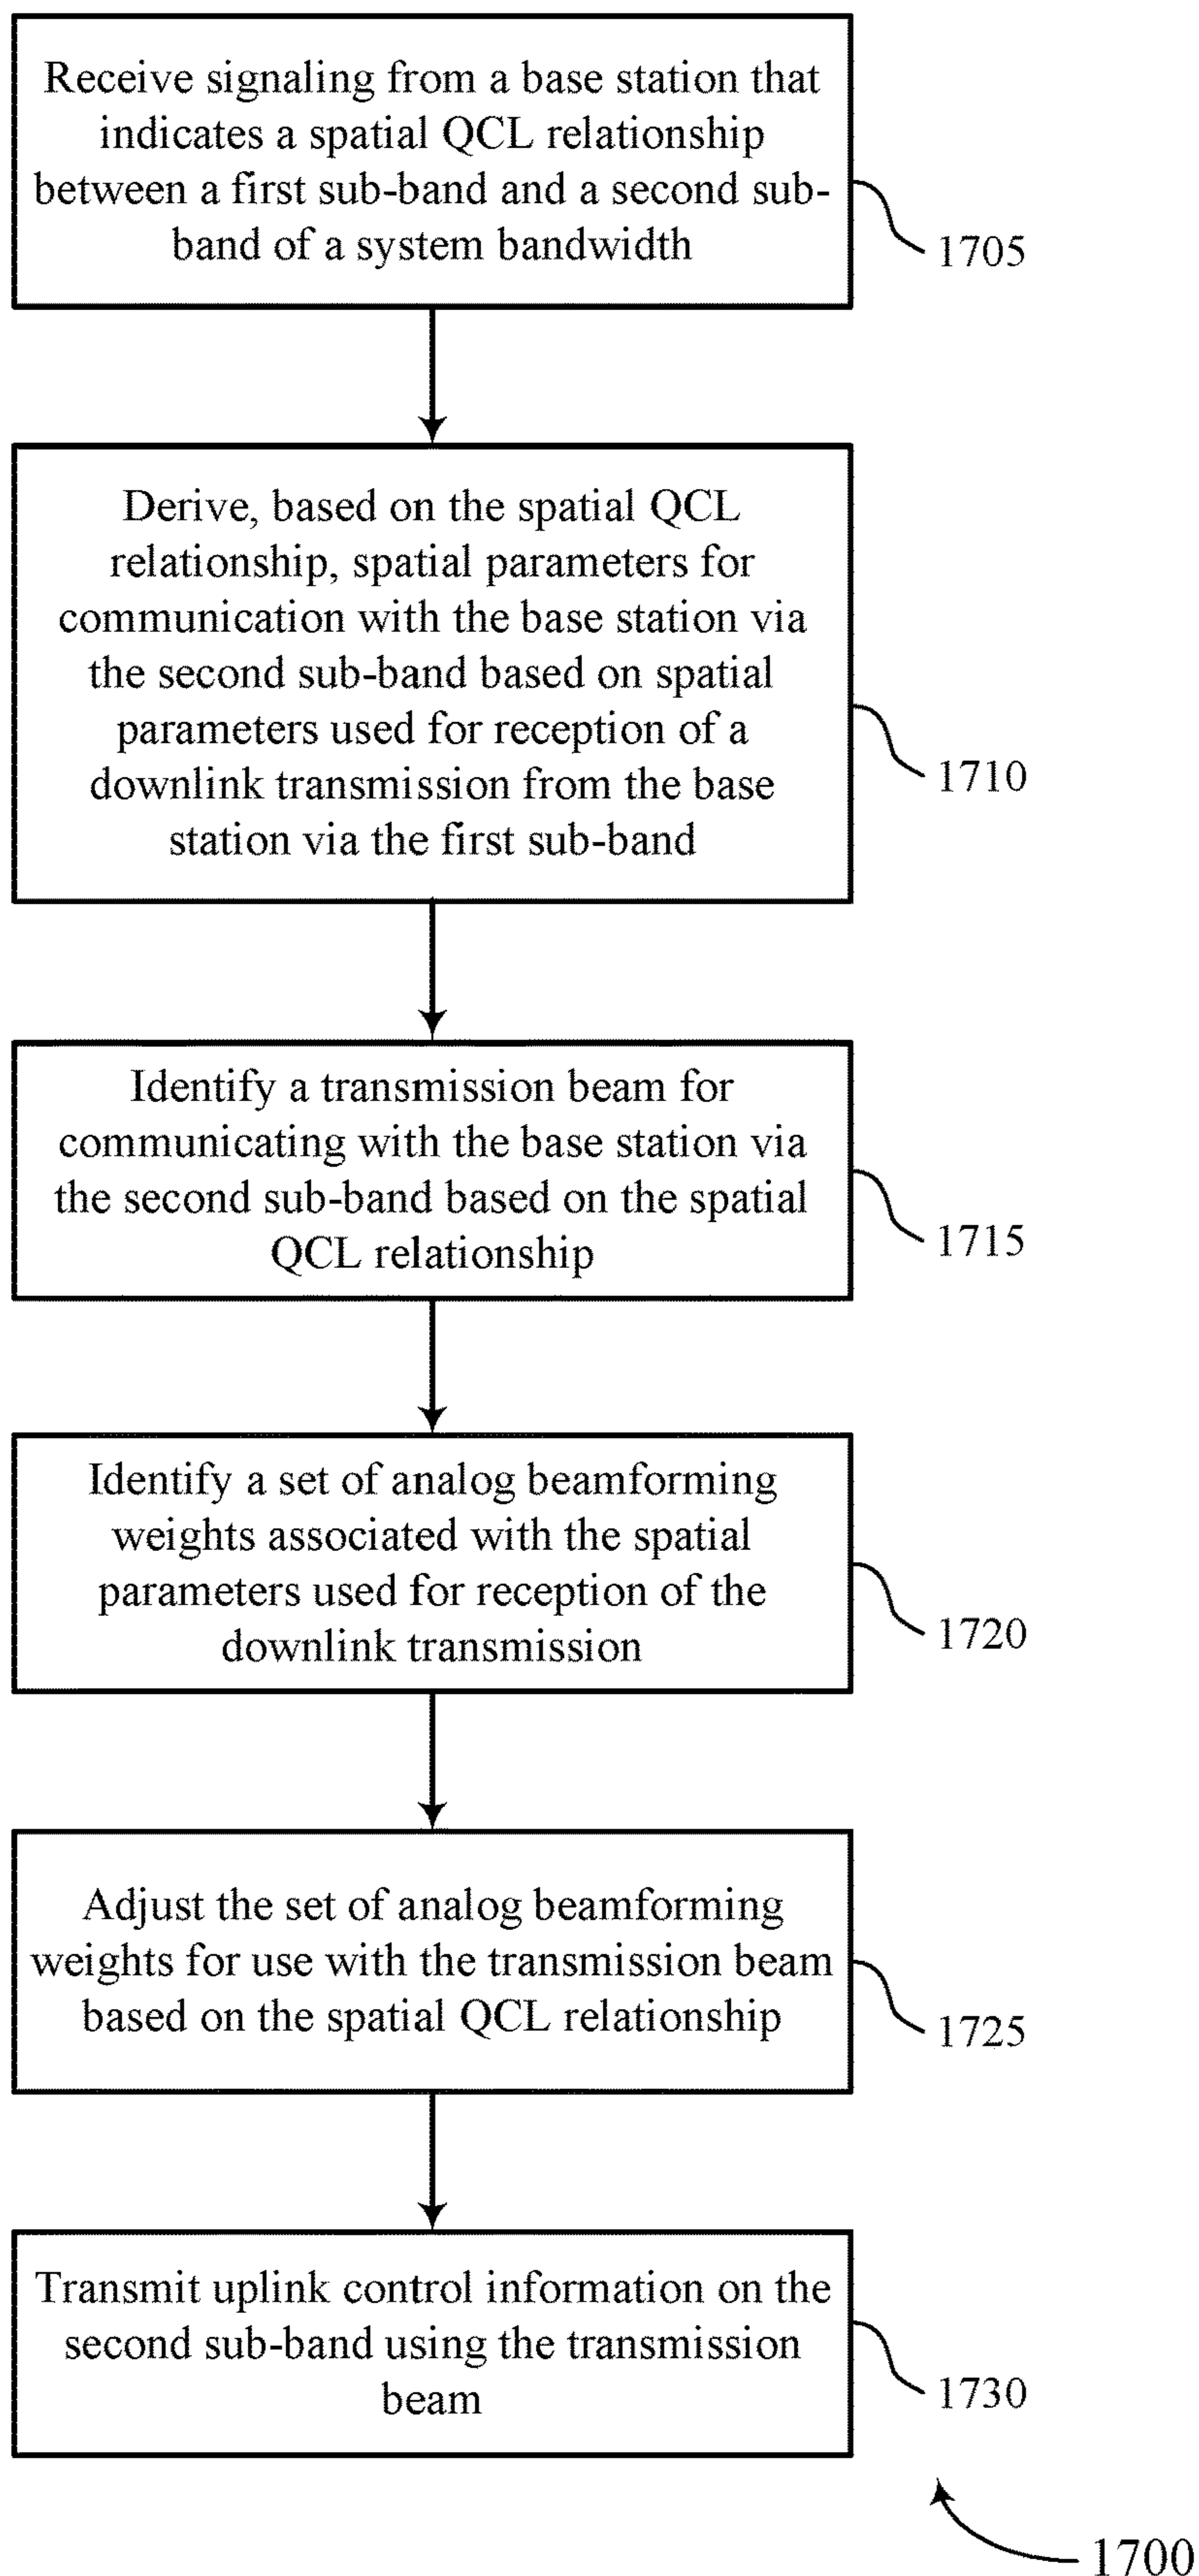 Receive signaling from a base station that
indicates a spatial QCL relationship
between a first sub-band and a second sub-
band of a system bandwidth
1705
Derive, based on the spatial QCL
relationship, spatial parameters for
communication with the base station via
the second sub-band based on spatial
parameters used for reception of a
downlink transmission from the base
station via the first sub-band
1710
Identify a transmission beam for
communicating with the base station via
the second sub-band based on the spatial
QCL relationship
1715
Identify a set of analog beamforming
weights associated with the spatial
parameters used for reception of the
downlink transmission
1720
Adjust the set of analog beamforming
weights for use with the transmission beam
based on the spatial QCL relationship
1725
Transmit uplink control information on the
second sub-band using the transmission
beam
1730
1700